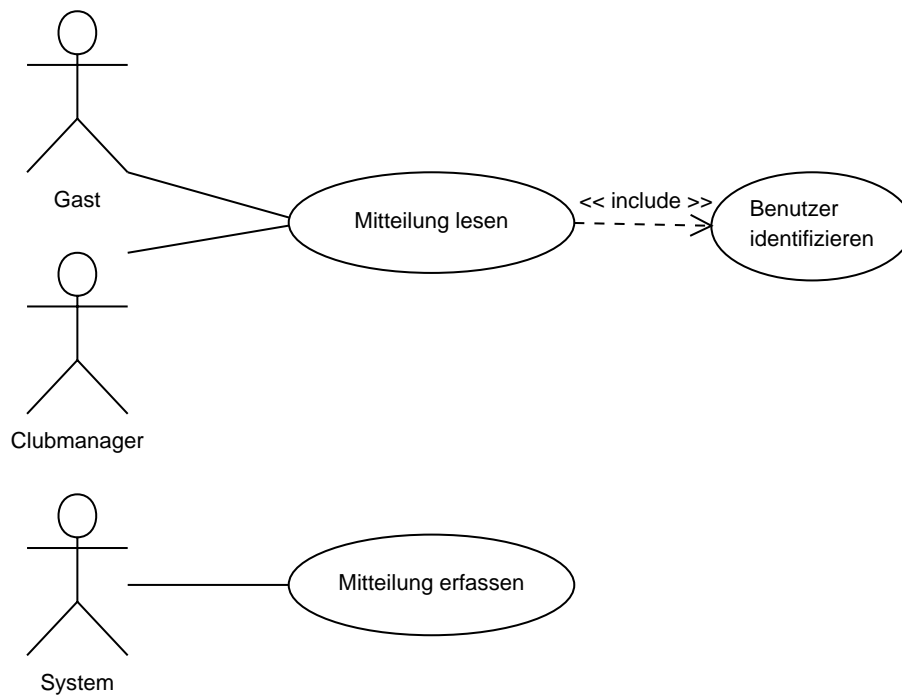 Gast
Mitteilung lesen
<< include >>
Benutzer
identifizieren
Clubmanager
Mitteilung erfassen
System